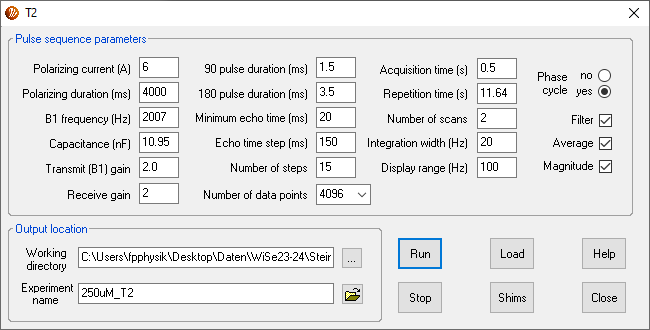 T2
Pulse sequence parameters
Polarizing current (A) 6 90 pulse duration (ms) 1.5 Acquisition time (s) 0.5 Phase cycle no yes
Polarizing duration (ms) 4000 180 pulse duration (ms) 3.5 Repetition time (s) 11.64
B1 frequency (Hz) 2007 Minimum echo time (ms) 20 Number of scans 2 Filter
Capacitance (nF) 10.95 Echo time step (ms) 150 Integration width (Hz) 20 Average
Transmit (B1) gain 2.0 Number of steps 15 Display range (Hz) 100 Magnitude
Receive gain 2 Number of data points 4096
Output location
Working directory C:\Users\fpphysik\Desktop\Daten\WiSe23-24\Steir ...
Experiment name 250uM_T2
Run Load Help
Stop Shims Close